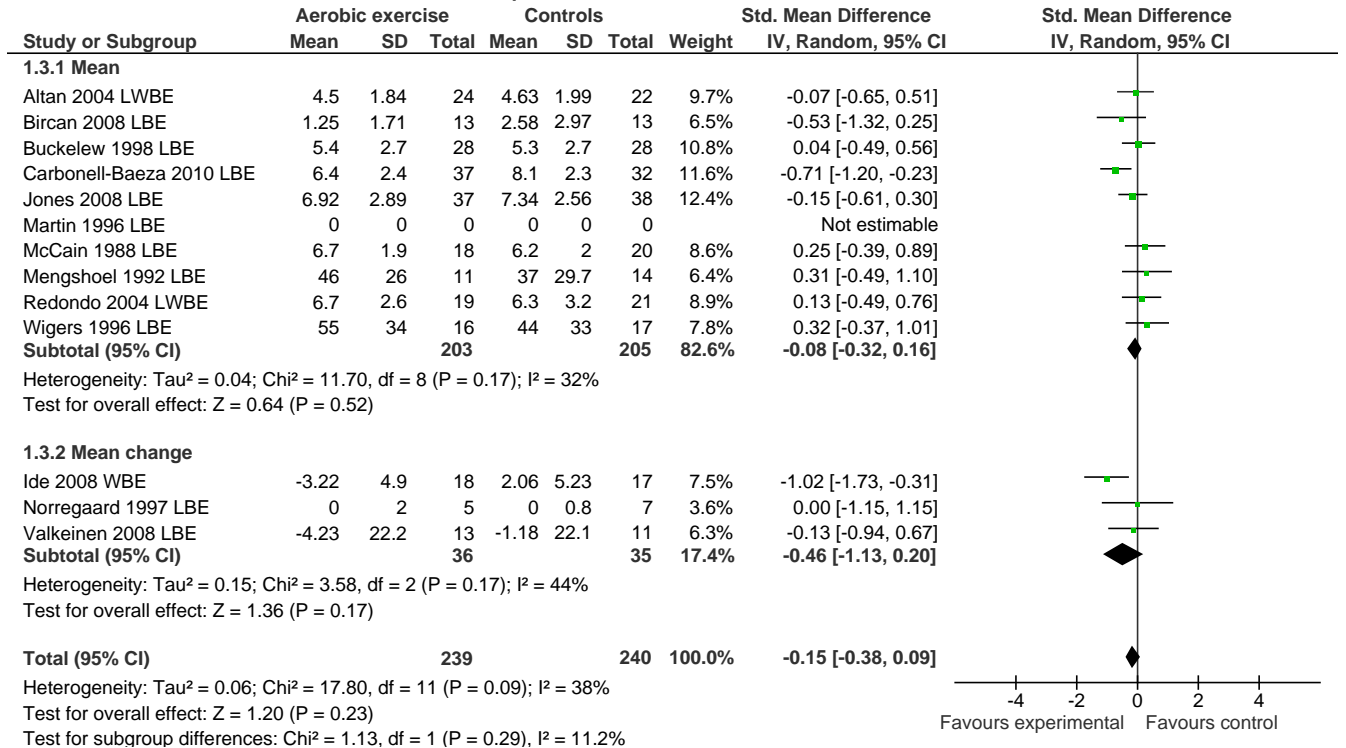 Aerobic exercise Controls Std. Mean Difference Std. Mean Difference
Study or Subgroup Mean SD Total Mean SD Total Weight IV, Random, 95% CI IV, Random, 95% CI
1.3.1 Mean
Altan 2004 LWBE 4.5 1.84 24 4.63 1.99 22 9.7% -0.07 [-0.65, 0.51]
Bircan 2008 LBE 1.25 1.71 13 2.58 2.97 13 6.5% -0.53 [-1.32, 0.25]
Buckelew 1998 LBE 5.4 2.7 28 5.3 2.7 28 10.8% 0.04 [-0.49, 0.56]
Carbonell-Baeza 2010 LBE 6.4 2.4 37 8.1 2.3 32 11.6% -0.71 [-1.20, -0.23]
Jones 2008 LBE 6.92 2.89 37 7.34 2.56 38 12.4% -0.15 [-0.61, 0.30]
Martin 1996 LBE 0 0 0 0 0 0 Not estimable
McCain 1988 LBE 6.7 1.9 18 6.2 2 20 8.6% 0.25 [-0.39, 0.89]
Mengshoel 1992 LBE 46 26 11 37 29.7 14 6.4% 0.31 [-0.49, 1.10]
Redondo 2004 LWBE 6.7 2.6 19 6.3 3.2 21 8.9% 0.13 [-0.49, 0.76]
Wigers 1996 LBE 55 34 16 44 33 17 7.8% 0.32 [-0.37, 1.01]
Subtotal (95% CI) 203 205 82.6% -0.08 [-0.32, 0.16]
Heterogeneity: Tau² = 0.04; Chi² = 11.70, df = 8 (P = 0.17); I² = 32%
Test for overall effect: Z = 0.64 (P = 0.52)
1.3.2 Mean change
Ide 2008 WBE -3.22 4.9 18 2.06 5.23 17 7.5% -1.02 [-1.73, -0.31]
Norregaard 1997 LBE 0 2 5 0 0.8 7 3.6% 0.00 [-1.15, 1.15]
Valkeinen 2008 LBE -4.23 22.2 13 -1.18 22.1 11 6.3% -0.13 [-0.94, 0.67]
Subtotal (95% CI) 36 35 17.4% -0.46 [-1.13, 0.20]
Heterogeneity: Tau² = 0.15; Chi² = 3.58, df = 2 (P = 0.17); I² = 44%
Test for overall effect: Z = 1.36 (P = 0.17)
Total (95% CI) 239 240 100.0% -0.15 [-0.38, 0.09]
Heterogeneity: Tau² = 0.06; Chi² = 17.80, df = 11 (P = 0.09); I² = 38%
Test for overall effect: Z = 1.20 (P = 0.23)
Test for subgroup differences: Chi² = 1.13, df = 1 (P = 0.29), I² = 11.2%
-4 -2 0 2 4
Favours experimental Favours control